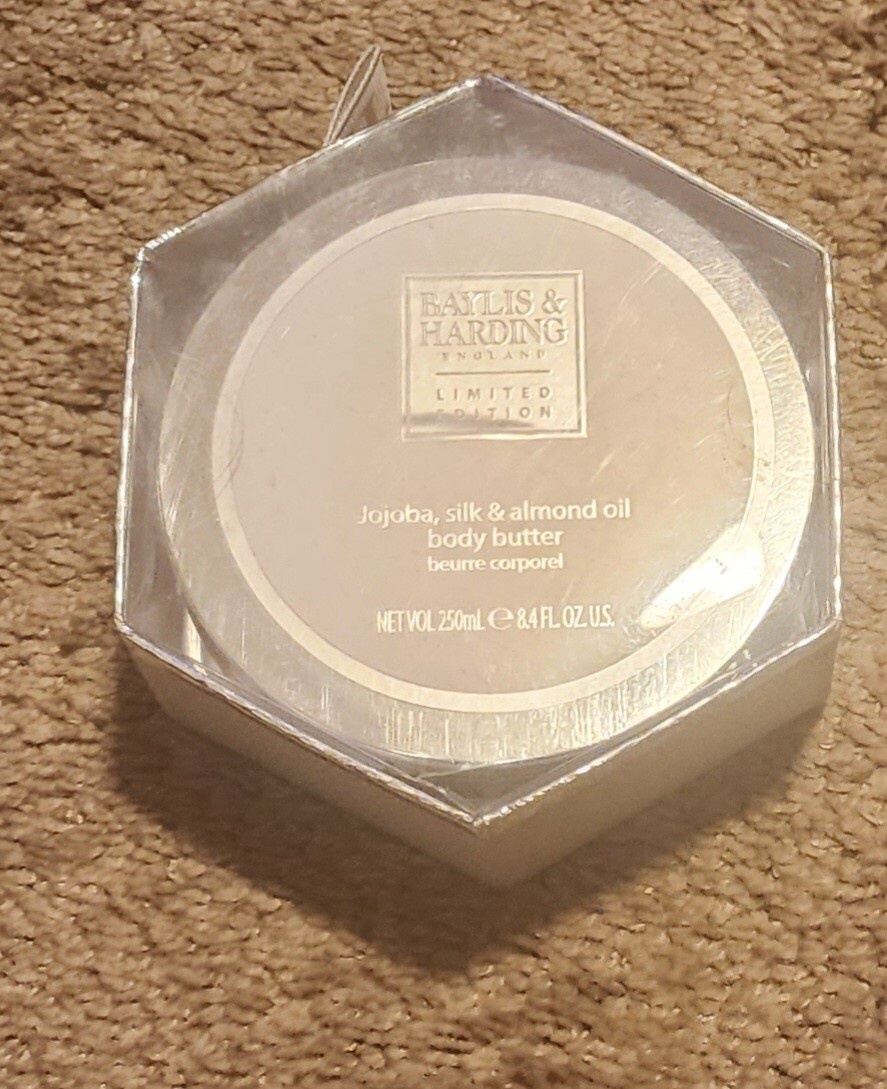 BAYLIS &
HARDING
ENGLAND
LIMITED
EDITION
Jojoba, silk & almond oil
body butter
beurre corporel
NET VOL 250mL ℮ 8.4 FL. OZ. U.S.